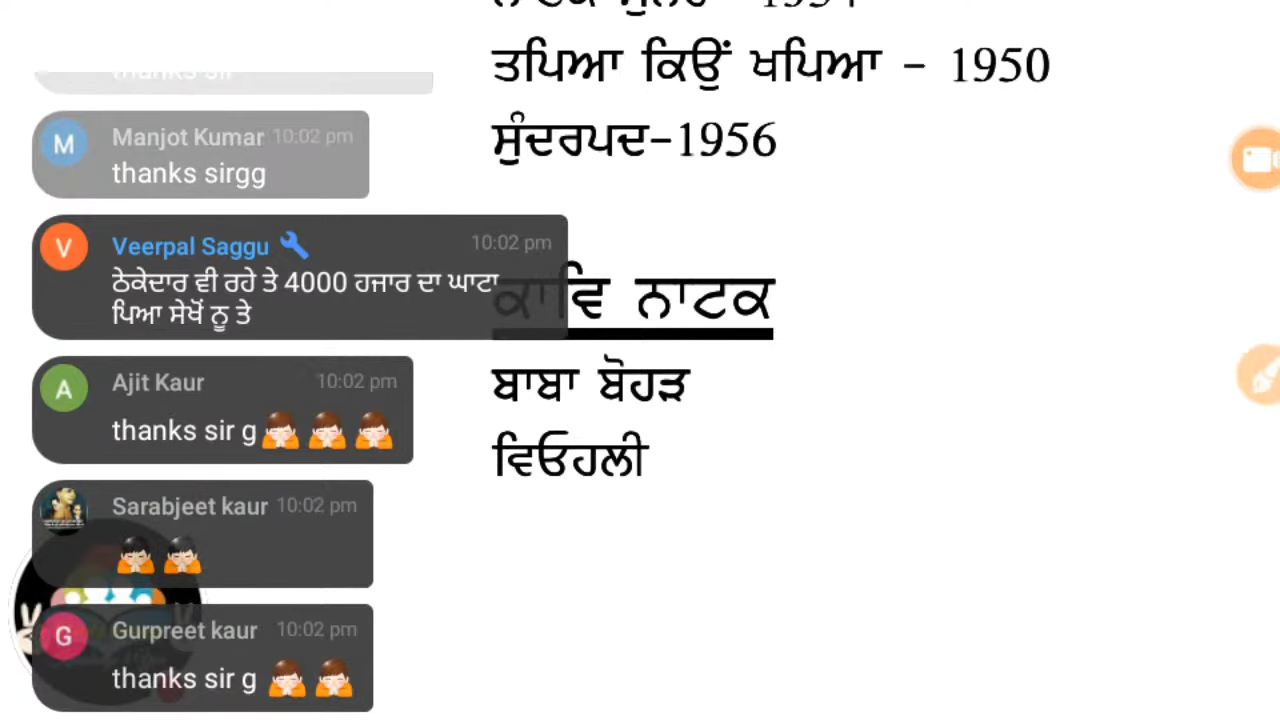 ਤਪਿਆ ਕਿਉਂ ਖਪਿਆ - 1950
ਸੁੰਦਰਪਦ-1956
ਕਾਵਿ ਨਾਟਕ
ਬਾਬਾ ਬੋਹੜ
ਵਿਓਹਲੀ
thanks sir
M
Manjot Kumar 10:02 pm
thanks sirgg
V
Veerpal Saggu 10:02 pm
ਠੇਕੇਦਾਰ ਵੀ ਰਹੇ ਤੇ 4000 ਹਜਾਰ ਦਾ ਘਾਟਾ
ਪਿਆ ਸੇਖੋਂ ਨੂ ਤੇ
A
Ajit Kaur 10:02 pm
thanks sir g
Sarabjeet kaur 10:02 pm
G
Gurpreet kaur 10:02 pm
thanks sir g